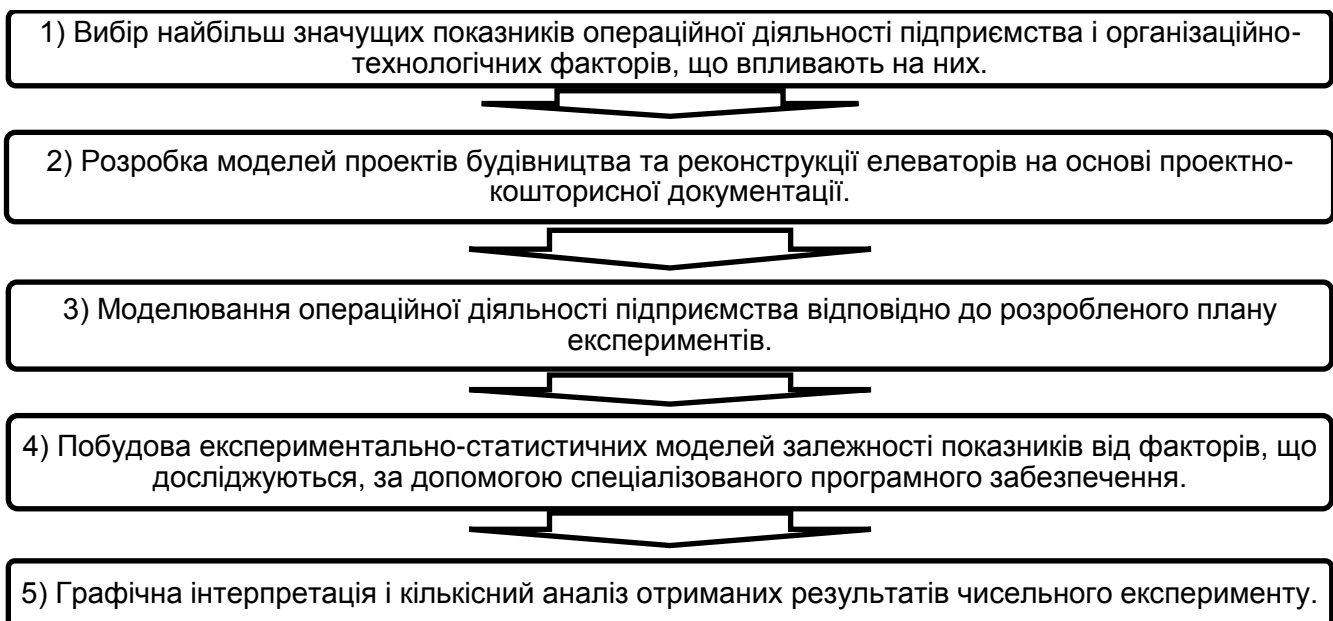 1) Вибір найбільш значущих показників операційної діяльності підприємства і організаційно-
технологічних факторів, що впливають на них.
2) Розробка моделей проектів будівництва та реконструкції елеваторів на основі проектно-
кошторисної документації.
3) Моделювання операційної діяльності підприємства відповідно до розробленого плану
експериментів.
4) Побудова експериментально-статистичних моделей залежності показників від факторів, що
досліджуються, за допомогою спеціалізованого програмного забезпечення.
5) Графічна інтерпретація і кількісний аналіз отриманих результатів чисельного експерименту.